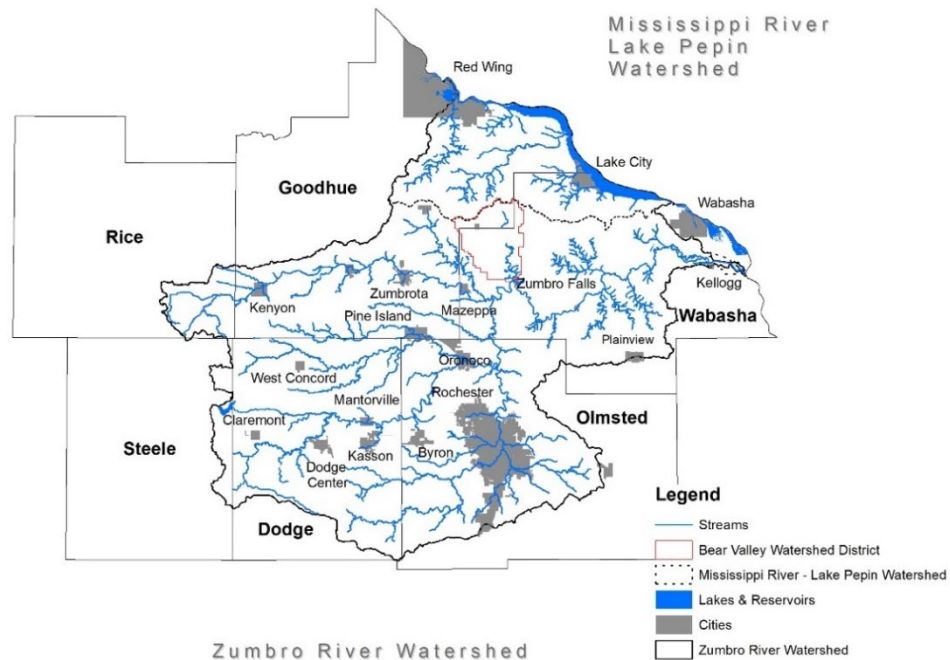 Mississippi River
Lake Pepin
Watershed
Red Wing
Lake City
Goodhue
Wabasha
Rice
Zumbro Falls
Kellogg
Zumbrota
Kenyon
Mazeppa
Wabasha
Pine Island
Plainview
Oronoco
West Concord
Rochester
Mantorville
Olmsted
Claremont
Steele
Byron
Kasson
Dodge
Center
Dodge
Legend
Streams
Bear Valley Watershed District
Mississippi River - Lake Pepin Watershed
Lakes & Reservoirs
Cities
Zumbro River Watershed
Zumbro River Watershed